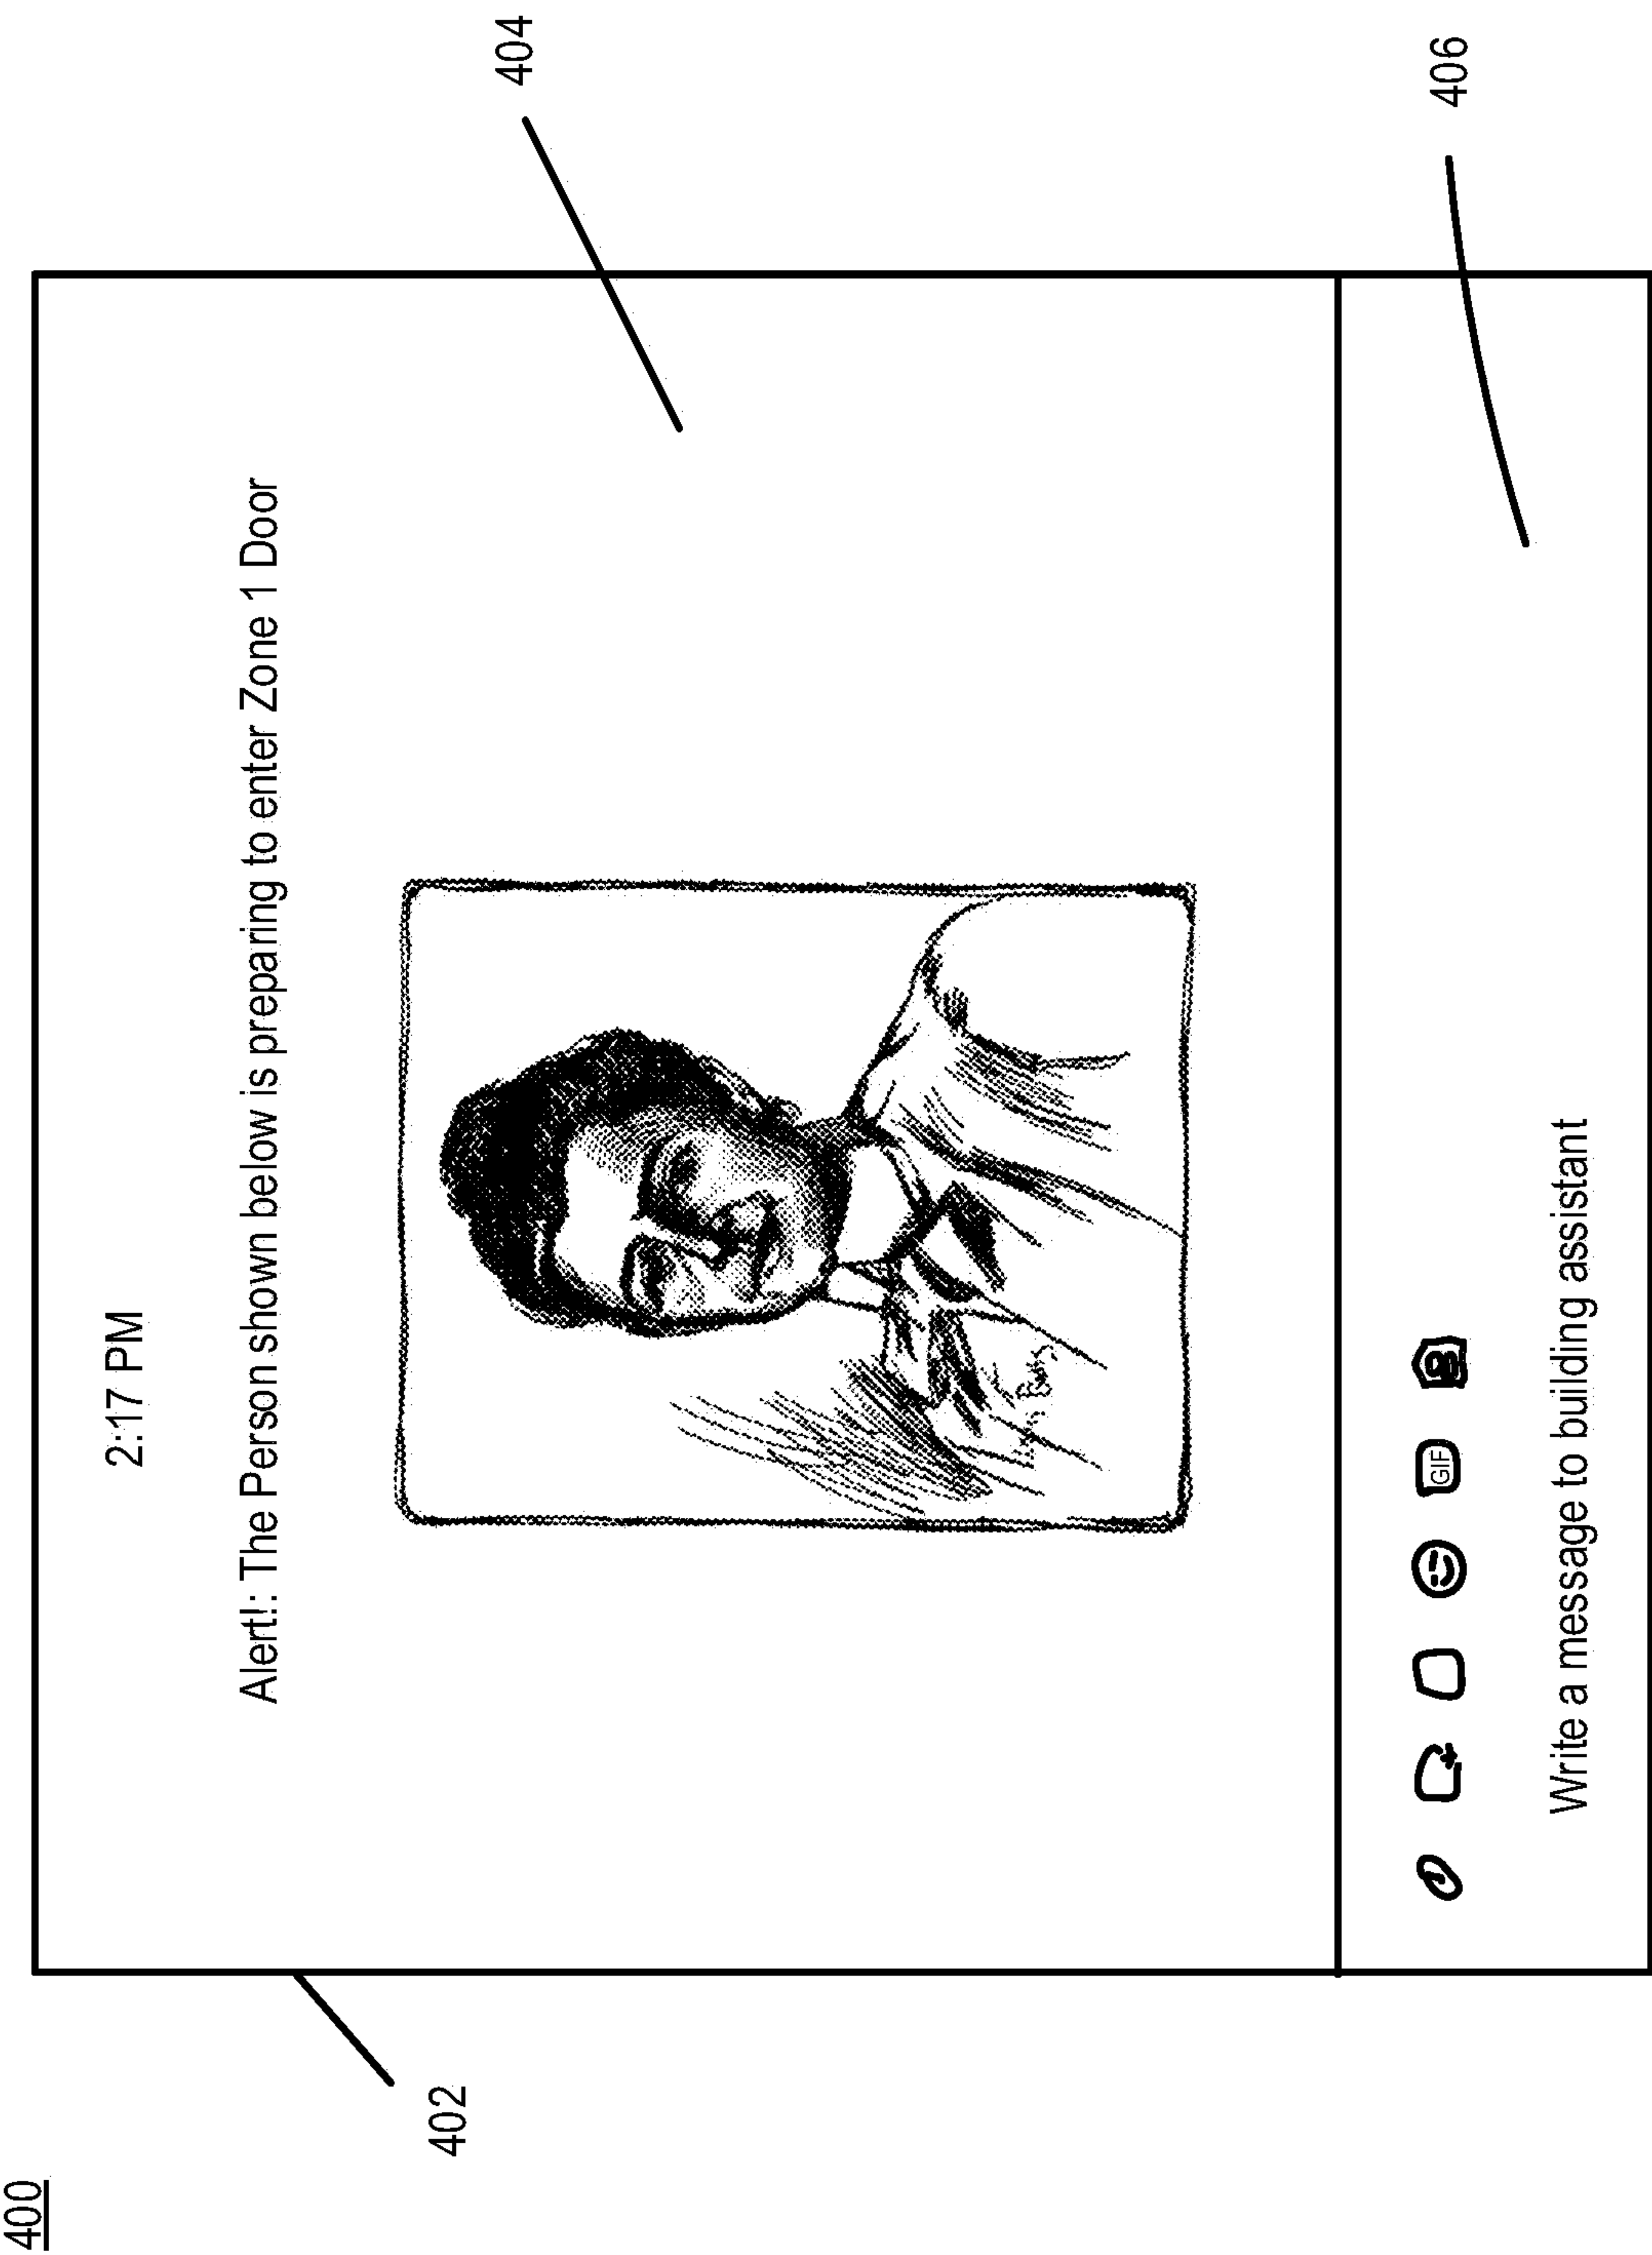 400
402
404
2:17 PM
Alert!: The Person shown below is preparing to enter Zone 1 Door
406
GIF
Write a message to building assistant